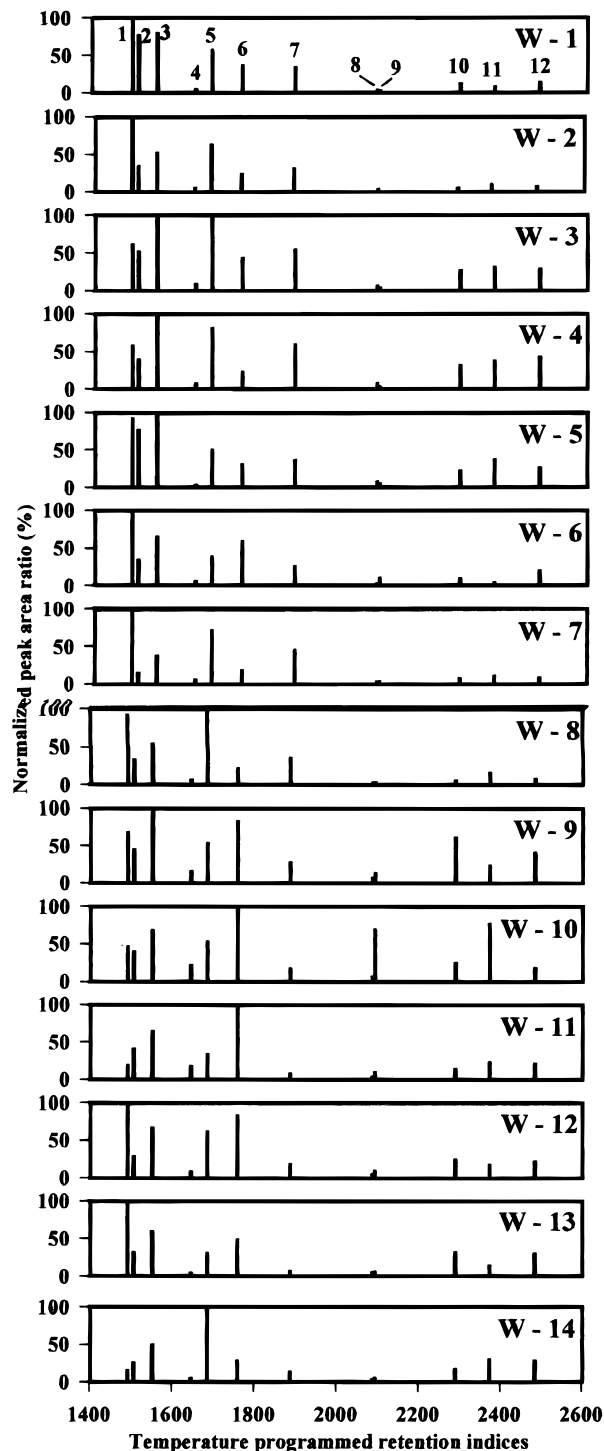 100
50
0
1 2 3 4 5 6 7 8 9 10 11 12
W - 1
100
50
0
W - 2
100
50
0
W - 3
100
50
0
W - 4
100
50
0
W - 5
100
50
0
W - 6
100
50
0
W - 7
100
50
0
W - 8
100
50
0
W - 9
100
50
0
W - 10
100
50
0
W - 11
100
50
0
W - 12
100
50
0
W - 13
100
50
0
W - 14
Normalized peak area ratio (%)
1400 1600 1800 2000 2200 2400 2600
Temperature programmed retention indices